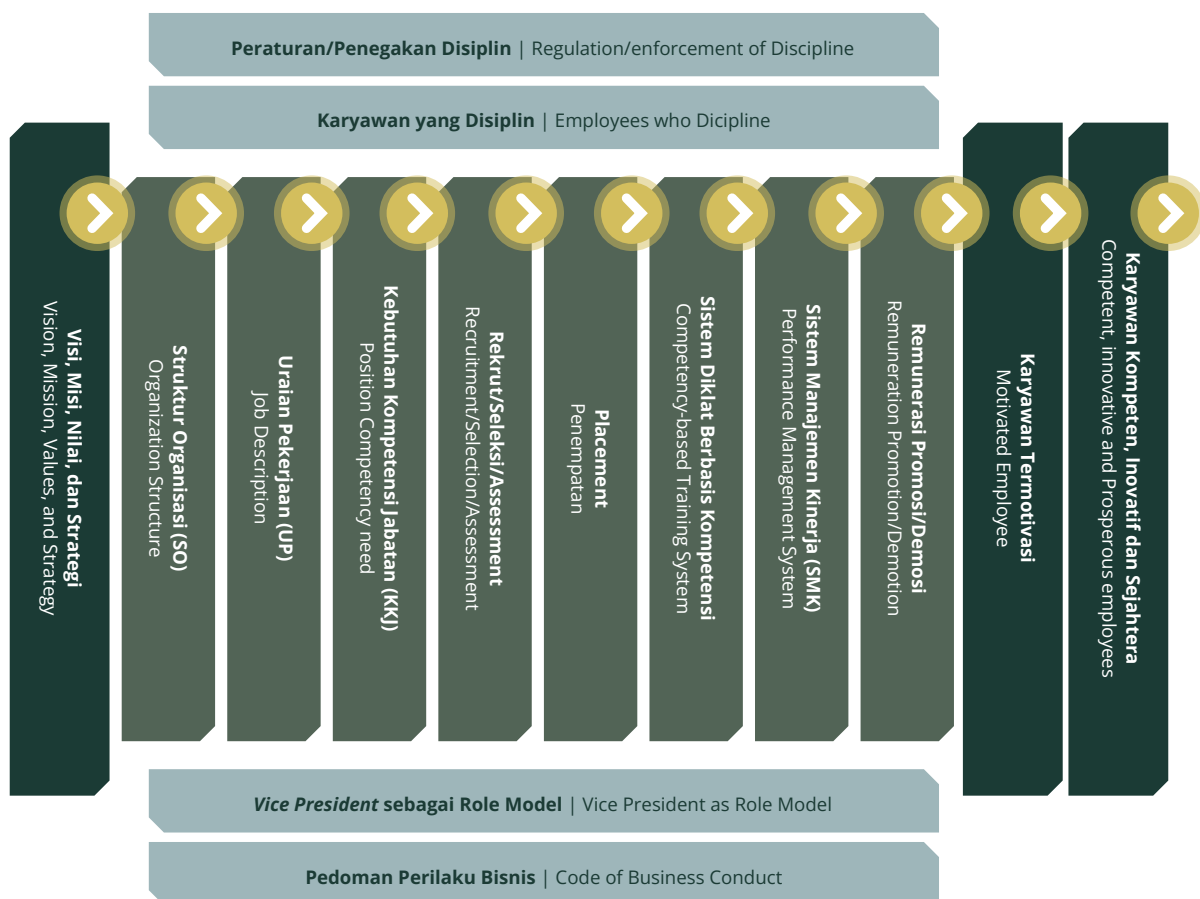 Peraturan/Penegakan Disiplin | Regulation/enforcement of Discipline
Karyawan yang Disiplin | Employees who Dicipline
Visi, Misi, Nilai, dan Strategi
Vision, Mission, Values, and Strategy
Struktur Organisasi (SO)
Organization Structure
Uraian Pekerjaan (UP)
Job Description
Kebutuhan Kompetensi Jabatan (KKJ)
Position Competency need
Rekrut/Seleksi/Assessment
Recruitment/Selection/Assessment
Placement
Penempatan
Sistem Diklat Berbasis Kompetensi
Competency-based Training System
Sistem Manajemen Kinerja (SMK)
Performance Management System
Remunerasi Promosi/Demosi
Remuneration Promotion/Demotion
Karyawan Termotivasi
Motivated Employee
Karyawan Kompeten, Inovatif dan Sejahtera
Competent, innovative and Prosperous employees
Vice President sebagai Role Model | Vice President as Role Model
Pedoman Perilaku Bisnis | Code of Business Conduct